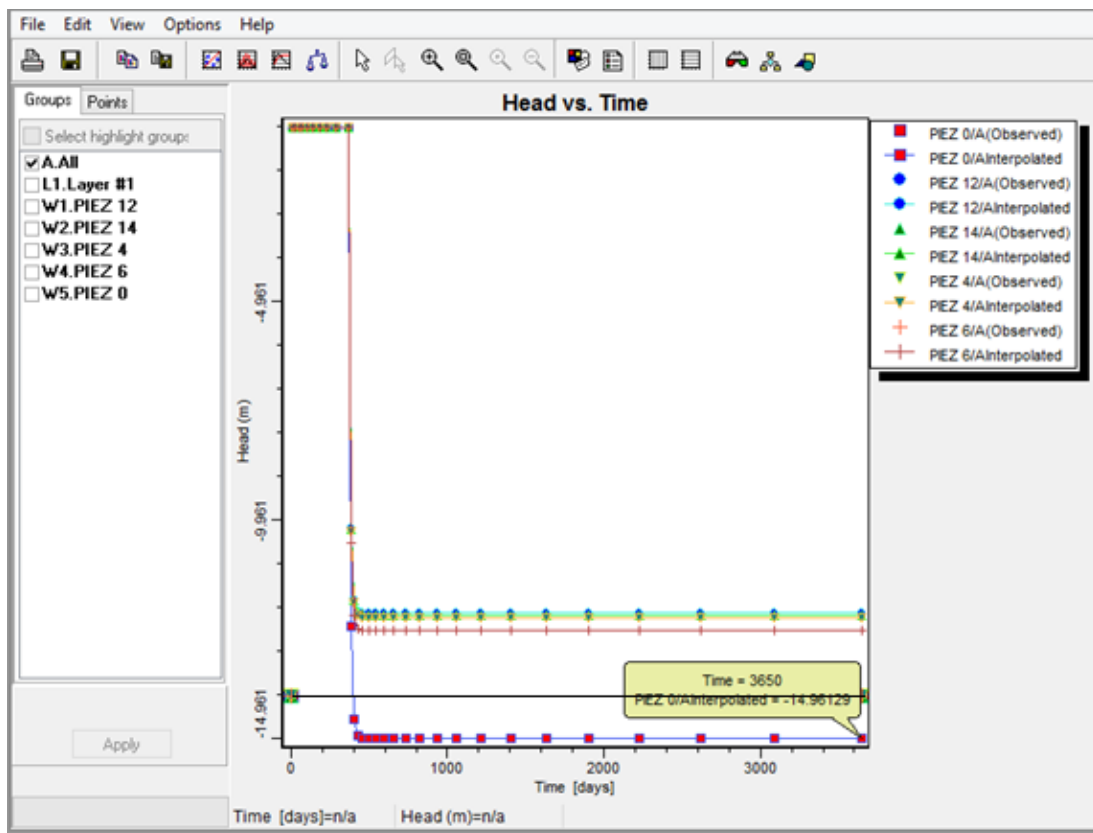 File Edit View Options Help
Groups Points
Select highlight group:
A.All
L1.Layer #1
W1.PIEZ 12
W2.PIEZ 14
W3.PIEZ 4
W4.PIEZ 6
W5.PIEZ 0
Apply
Head vs. Time
Head (m)
-4.961
-9.961
-14.961
0 1000 2000 3000
Time [days]
Time = 3650
PIEZ 0/AInterpolated = -14.96129
PIEZ 0/A(Observed)
PIEZ 0/AInterpolated
PIEZ 12/A(Observed)
PIEZ 12/AInterpolated
PIEZ 14/A(Observed)
PIEZ 14/AInterpolated
PIEZ 4/A(Observed)
PIEZ 4/AInterpolated
PIEZ 6/A(Observed)
PIEZ 6/AInterpolated
Time [days]=n/a Head (m)=n/a